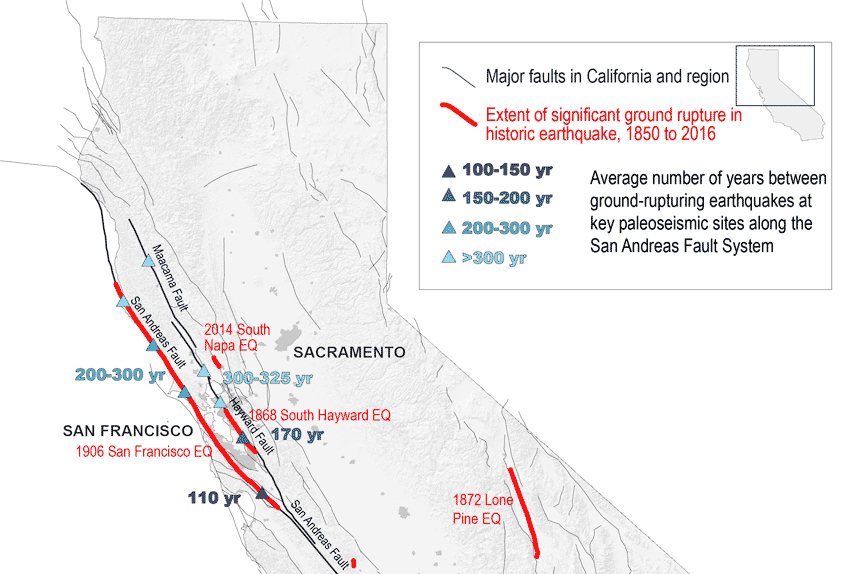 Major faults in California and region
Extent of significant ground rupture in
historic earthquake, 1850 to 2016
100-150 yr
150-200 yr
200-300 yr
>300 yr
Average number of years between
ground-rupturing earthquakes at
key paleoseismic sites along the
San Andreas Fault System
Maacama Fault
San Andreas Fault
2014 South
Napa EQ
SACRAMENTO
200-300 yr
300-325 yr
Hayward Fault
1868 South Hayward EQ
SAN FRANCISCO
170 yr
1906 San Francisco EQ
110 yr
San Andreas Fault
1872 Lone
Pine EQ